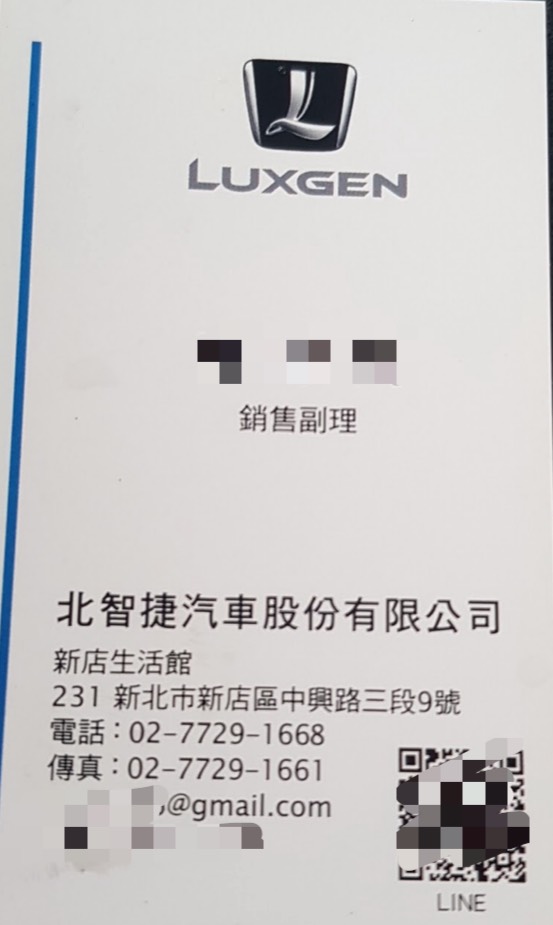 LUXGEN
銷售副理
北智捷汽車股份有限公司
新店生活館
231 新北市新店區中興路三段9號
電話：02-7729-1668
傳真：02-7729-1661
@gmail.com
LINE